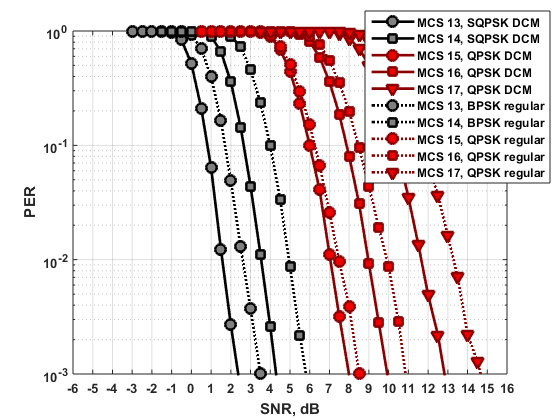 MCS 13, SQPSK DCM
MCS 14, SQPSK DCM
MCS 15, QPSK DCM
MCS 16, QPSK DCM
MCS 17, QPSK DCM
MCS 13, BPSK regular
MCS 14, BPSK regular
MCS 15, QPSK regular
MCS 16, QPSK regular
MCS 17, QPSK regular
10^0
10^-1
10^-2
10^-3
PER
-6 -5 -4 -3 -2 -1 0 1 2 3 4 5 6 7 8 9 10 11 12 13 14 15 16
SNR, dB